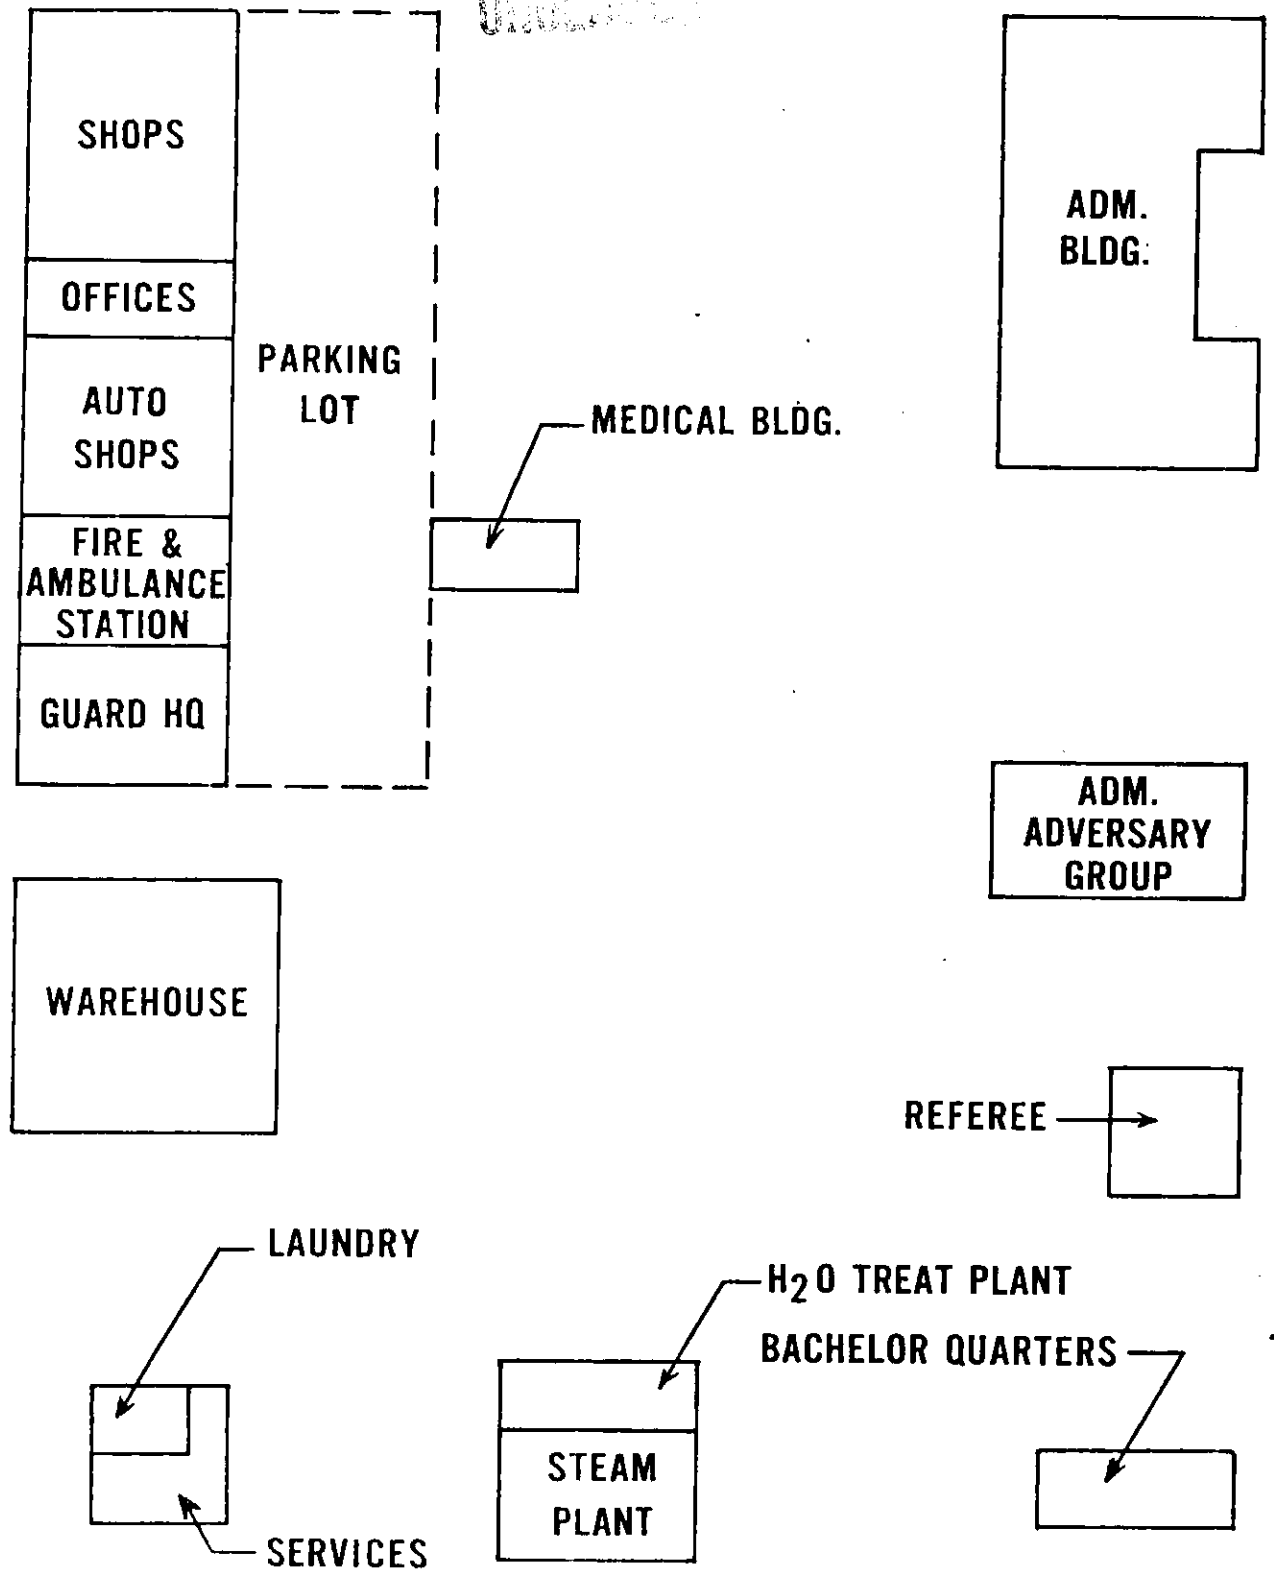 SHOPS
OFFICES
AUTO
SHOPS
FIRE &
AMBULANCE
STATION
GUARD HQ
PARKING
LOT
MEDICAL BLDG.
ADM.
BLDG.
ADM.
ADVERSARY
GROUP
WAREHOUSE
REFEREE
LAUNDRY
SERVICES
H2O TREAT PLANT
BACHELOR QUARTERS
STEAM
PLANT